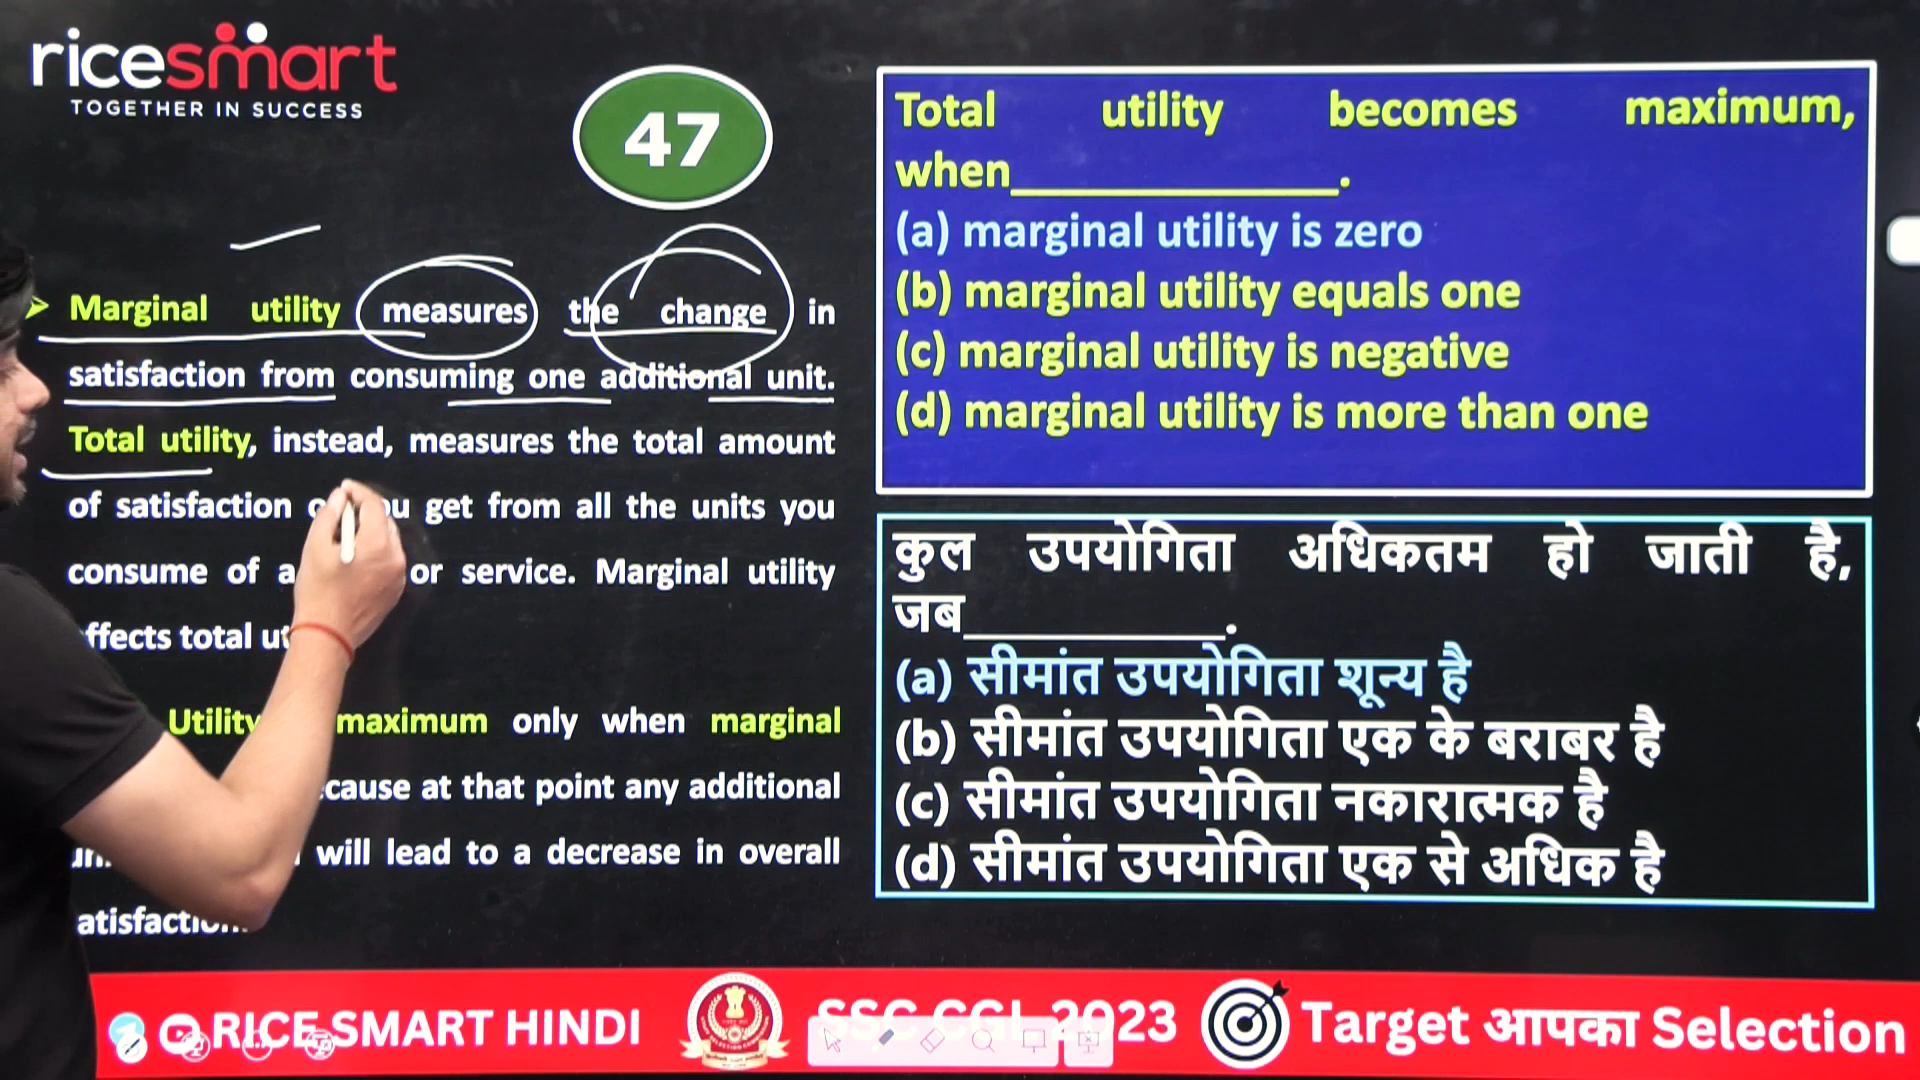 ricesmart
TOGETHER IN SUCCESS
47
Marginal utility measures the change in
satisfaction from consuming one additional unit.
Total utility, instead, measures the total amount
of satisfaction get from all the units you
consume of a or service. Marginal utility
ffects total
Utility maximum only when marginal
at that point any additional
will lead to a decrease in overall
Total utility becomes maximum,
when______________.
(a) marginal utility is zero
(b) marginal utility equals one
(c) marginal utility is negative
(d) marginal utility is more than one
कुल उपयोगिता अधिकतम हो जाती है,
जब____________.
(a) सीमांत उपयोगिता शून्य है
(b) सीमांत उपयोगिता एक के बराबर है
(c) सीमांत उपयोगिता नकारात्मक है
(d) सीमांत उपयोगिता एक से अधिक है
RICE SMART HINDI
SSC CGL 2023
Target आपका Selection